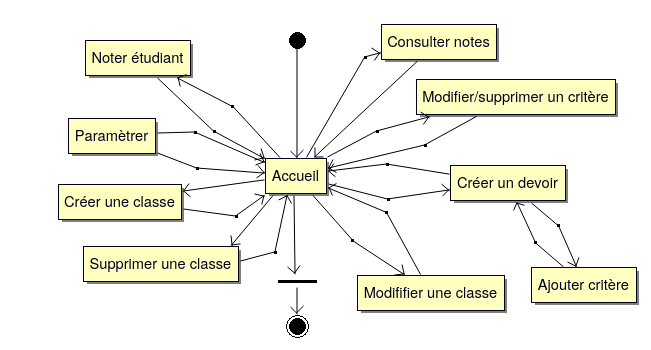 Consulter notes
Noter étudiant
Modifier/supprimer un critère
Paramètrer
Accueil
Créer un devoir
Créer une classe
Supprimer une classe
Modififier une classe
Ajouter critère